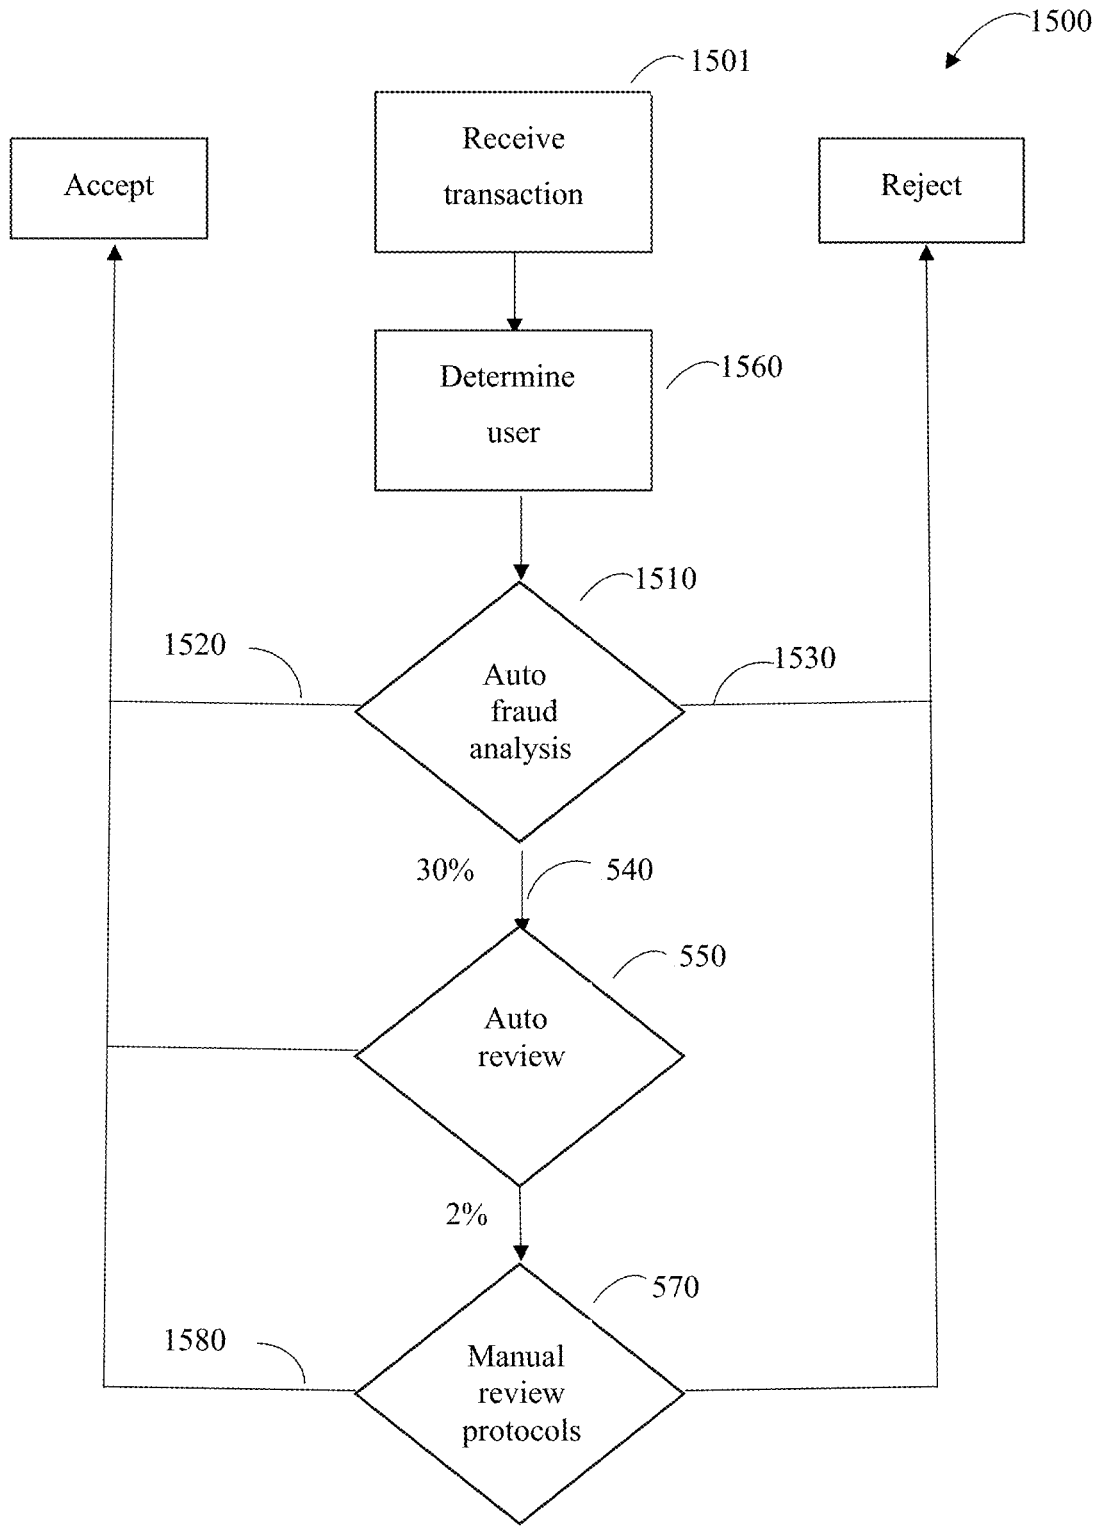 1500
1501
Receive
transaction
Accept
Reject
Determine
user
1560
1510
1520
1530
Auto
fraud
analysis
30%
540
550
Auto
review
2%
570
1580
Manual
review
protocols